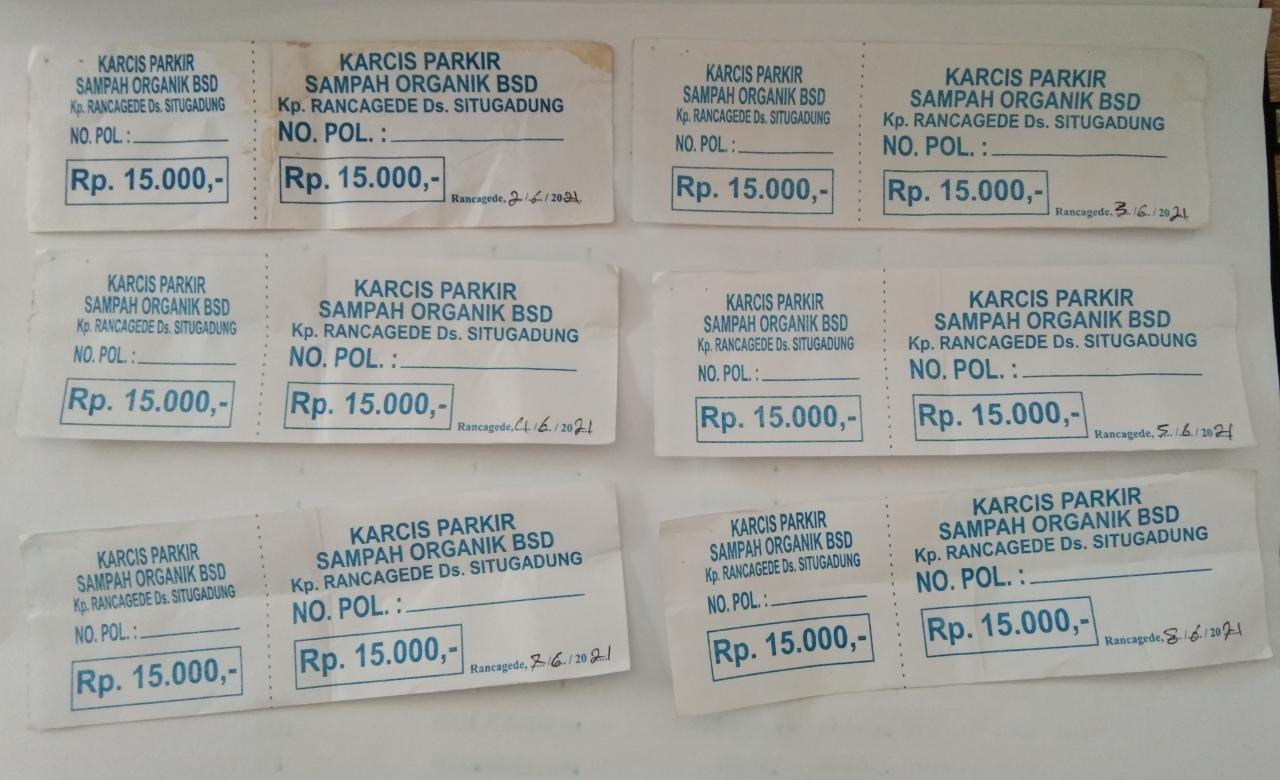 KARCIS PARKIR
SAMPAH ORGANIK BSD
Kp. RANCAGEDE Ds. SITUGADUNG
NO. POL. :
Rp. 15.000,-
KARCIS PARKIR
SAMPAH ORGANIK BSD
Kp. RANCAGEDE Ds. SITUGADUNG
NO. POL. :
Rp. 15.000,-
Rancagede, 2/6/2021
KARCIS PARKIR
SAMPAH ORGANIK BSD
Kp. RANCAGEDE Ds. SITUGADUNG
NO. POL. :
Rp. 15.000,-
KARCIS PARKIR
SAMPAH ORGANIK BSD
Kp. RANCAGEDE Ds. SITUGADUNG
NO. POL. :
Rp. 15.000,-
Rancagede, 3/6/2021
KARCIS PARKIR
SAMPAH ORGANIK BSD
Kp. RANCAGEDE Ds. SITUGADUNG
NO. POL. :
Rp. 15.000,-
KARCIS PARKIR
SAMPAH ORGANIK BSD
Kp. RANCAGEDE Ds. SITUGADUNG
NO. POL. :
Rp. 15.000,-
Rancagede, 4/6/2021
KARCIS PARKIR
SAMPAH ORGANIK BSD
Kp. RANCAGEDE Ds. SITUGADUNG
NO. POL. :
Rp. 15.000,-
KARCIS PARKIR
SAMPAH ORGANIK BSD
Kp. RANCAGEDE Ds. SITUGADUNG
NO. POL. :
Rp. 15.000,-
Rancagede, 5/6/2021
KARCIS PARKIR
SAMPAH ORGANIK BSD
Kp. RANCAGEDE Ds. SITUGADUNG
NO. POL. :
Rp. 15.000,-
KARCIS PARKIR
SAMPAH ORGANIK BSD
Kp. RANCAGEDE Ds. SITUGADUNG
NO. POL. :
Rp. 15.000,-
Rancagede, 7/6/2021
KARCIS PARKIR
SAMPAH ORGANIK BSD
Kp. RANCAGEDE Ds. SITUGADUNG
NO. POL. :
Rp. 15.000,-
KARCIS PARKIR
SAMPAH ORGANIK BSD
Kp. RANCAGEDE Ds. SITUGADUNG
NO. POL. :
Rp. 15.000,-
Rancagede, 8/6/2021